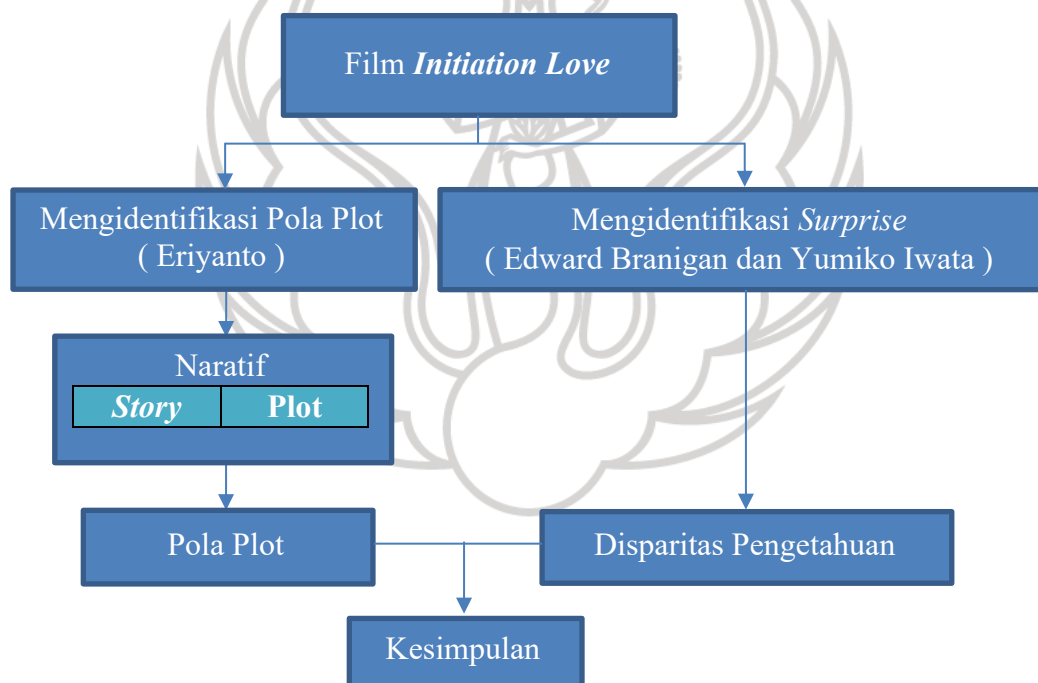 Film Initiation Love
Mengidentifikasi Pola Plot
( Eriyanto )
Mengidentifikasi Surprise
( Edward Branigan dan Yumiko Iwata )
Naratif
Story Plot
Pola Plot
Disparitas Pengetahuan
Kesimpulan